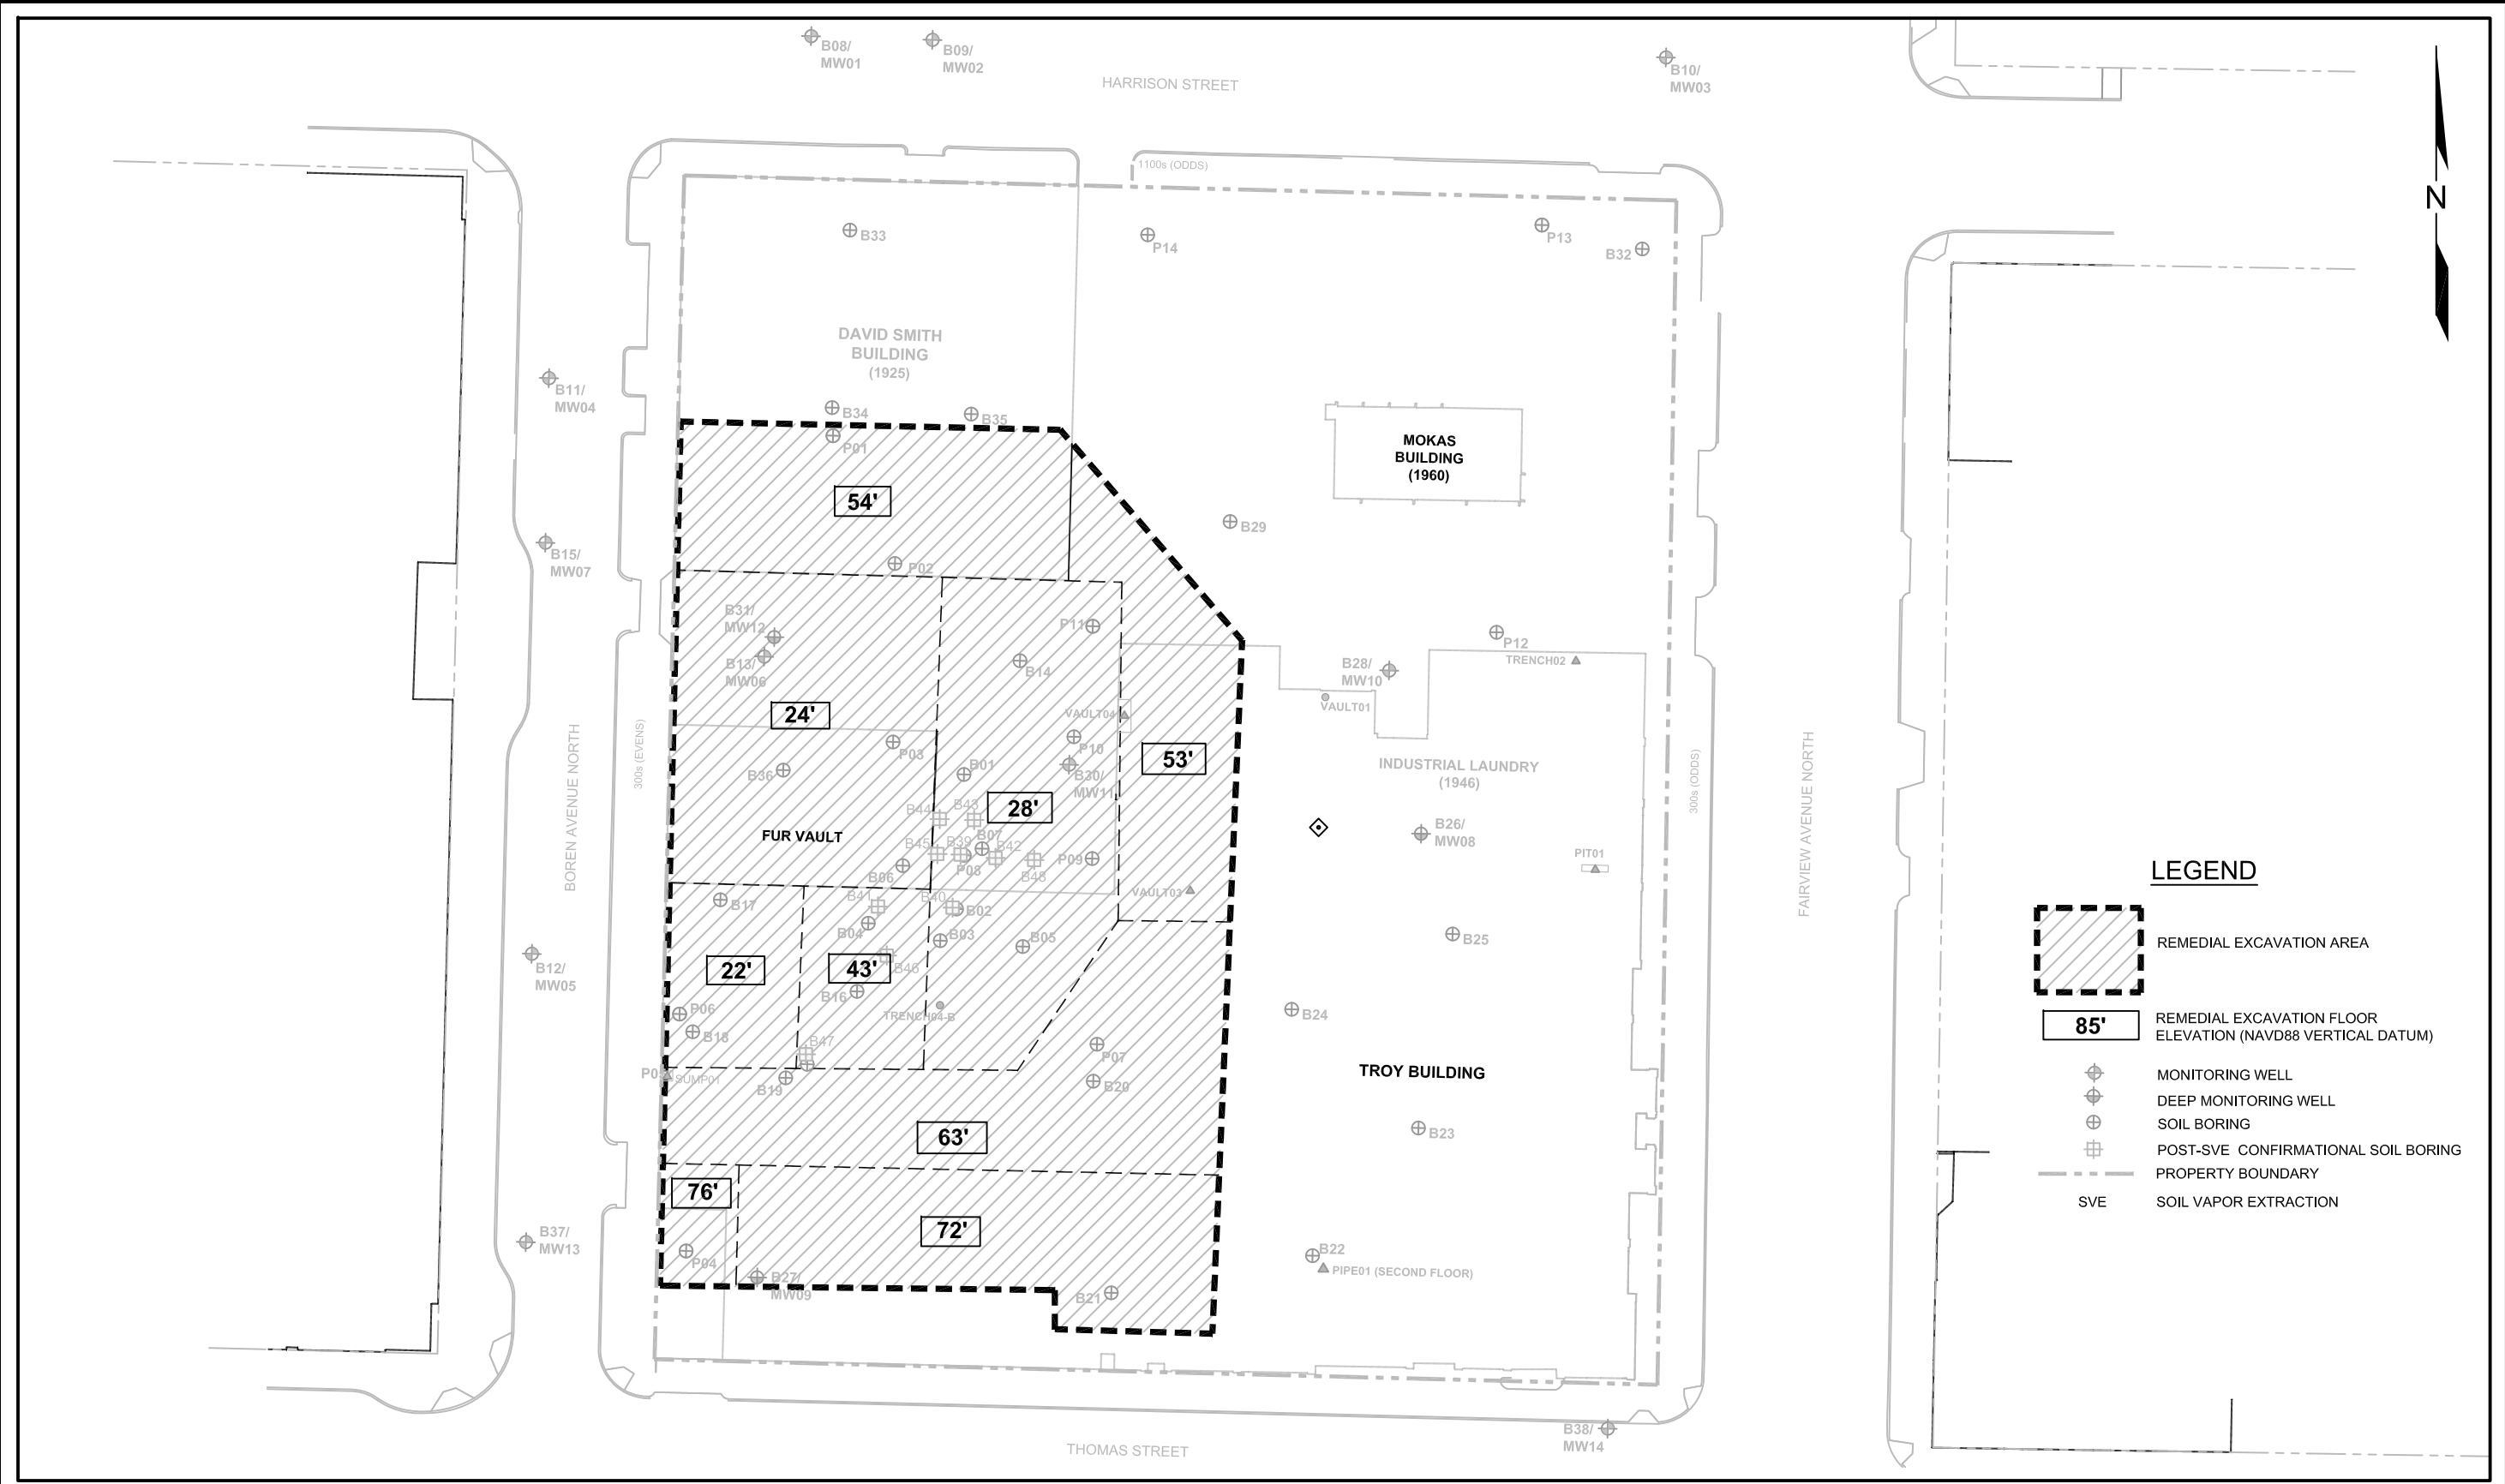 B08/
MW01
B09/
MW02
HARRISON STREET
B10/
MW03
N
1100s (ODDS)
B33
P14
P13
B32
DAVID SMITH
BUILDING
(1925)
B11/
MW04
B34
B35
P01
MOKAS
BUILDING
(1960)
54'
B29
B15/
MW07
P02
B31/
MW12
P11
B13/
MW06
B14
P12
TRENCH02
B28/
MW10
VAULT01
24'
VAULT04
P03
P10
53'
B36
B01
B30/
MW11
INDUSTRIAL LAUNDRY
(1946)
300s (EVENS)
300s (ODDS)
BOREN AVENUE NORTH
FAIRVIEW AVENUE NORTH
B44
B43
28'
FUR VAULT
B07
B45
B39
B42
P08
B48
P09
B06
B26/
MW08
PIT01
LEGEND
B17
B41
B40
B02
VAULT03
B04
B03
B05
B25
REMEDIAL EXCAVATION AREA
22'
43'
B46
B12/
MW05
B16
TRENCH04-B
P06
B18
B24
85'
REMEDIAL EXCAVATION FLOOR
ELEVATION (NAVD88 VERTICAL DATUM)
B47
P07
SUMP01
B19
B20
TROY BUILDING
MONITORING WELL
DEEP MONITORING WELL
SOIL BORING
POST-SVE CONFIRMATIONAL SOIL BORING
PROPERTY BOUNDARY
SVE
SOIL VAPOR EXTRACTION
63'
B23
76'
72'
B37/
MW13
P04
B27/
MW09
B21
B22
PIPE01 (SECOND FLOOR)
B38/
MW14
THOMAS STREET